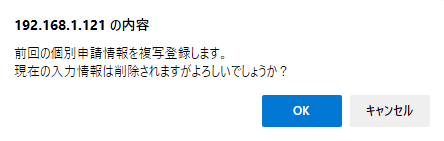 192.168.1.121 の内容
前回の個別申請情報を複写登録します。
現在の入力情報は削除されますがよろしいでしょうか？
OK
キャンセル